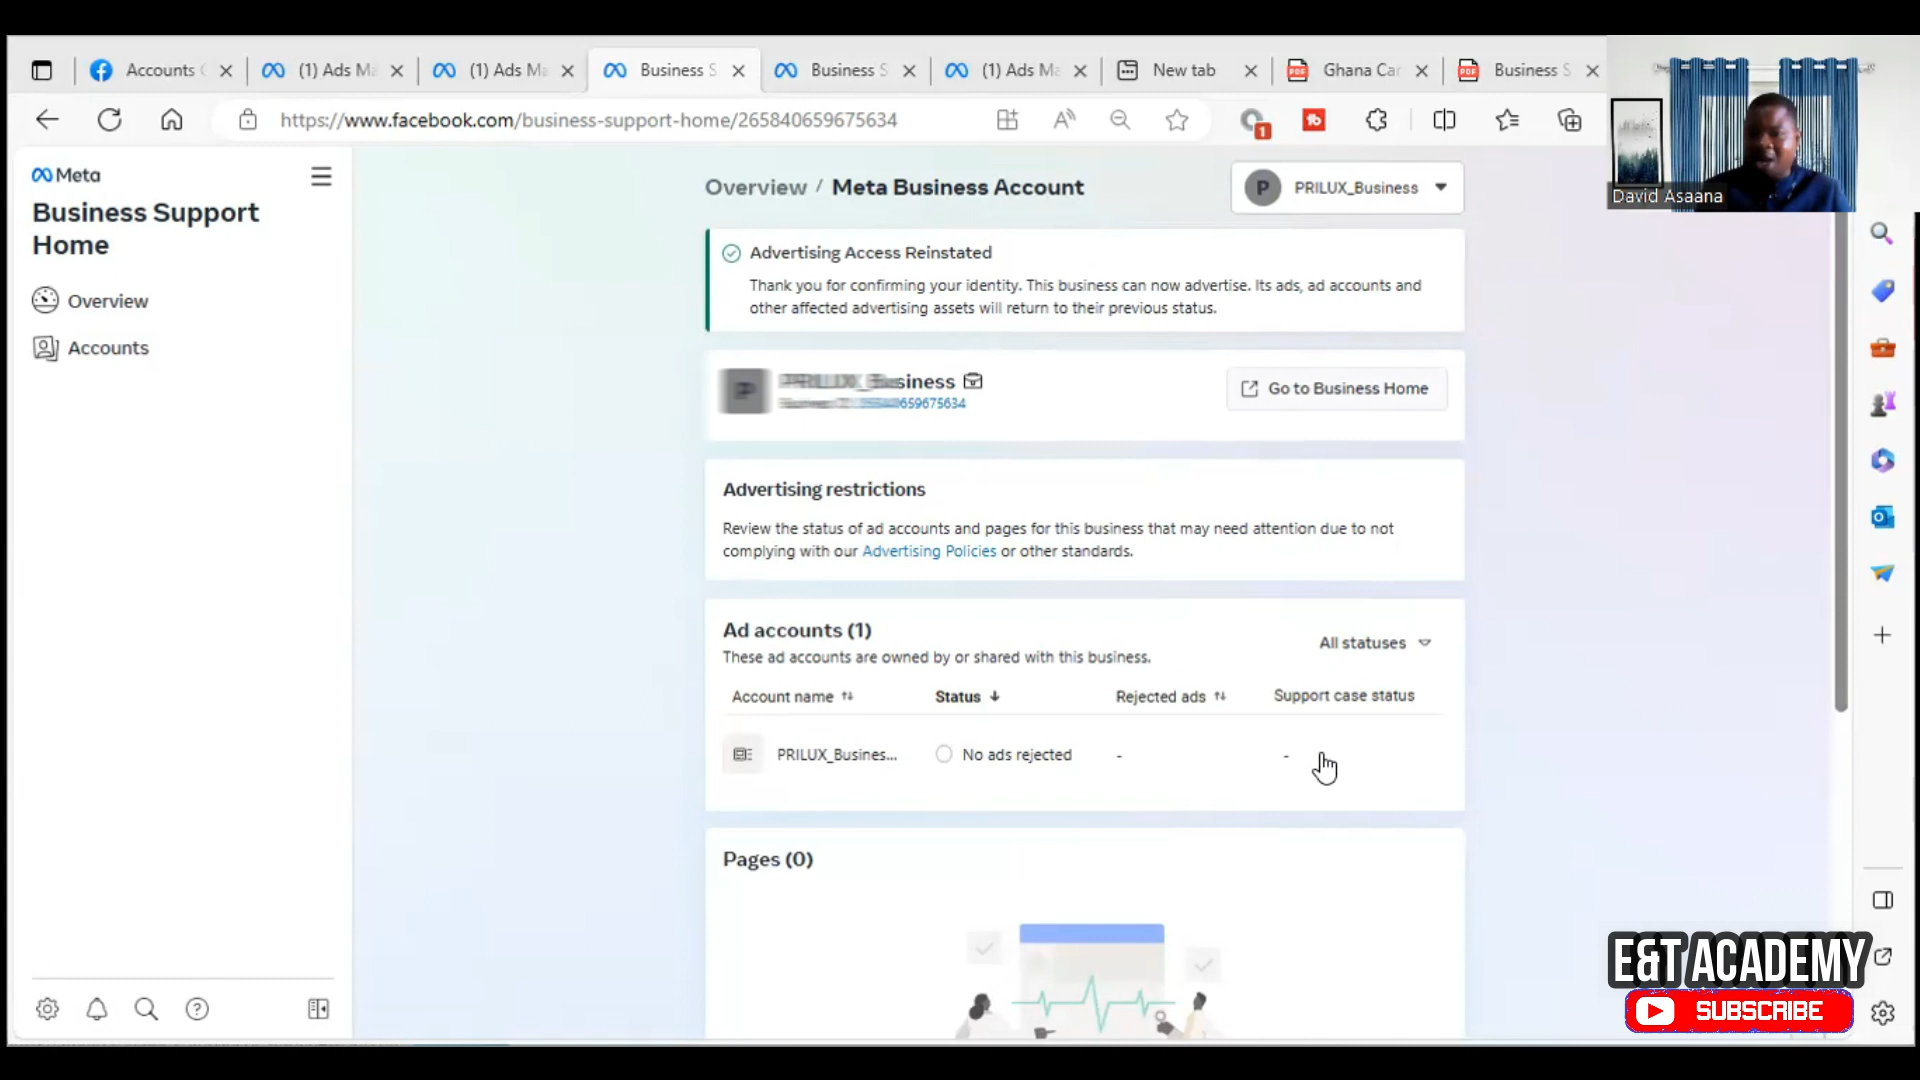 Accounts
(1) Ads Ma
(1) Ads Ma
Business S
Business S
(1) Ads Ma
New tab
Ghana Car
Business S
https://www.facebook.com/business-support-home/265840659675634
1
David Asaana
Meta
Business Support
Home
Overview
Accounts
Overview / Meta Business Account
P PRILUX_Business
Advertising Access Reinstated
Thank you for confirming your identity. This business can now advertise. Its ads, ad accounts and
other affected advertising assets will return to their previous status.
PRILUX_Business
659675634
Go to Business Home
Advertising restrictions
Review the status of ad accounts and pages for this business that may need attention due to not
complying with our Advertising Policies or other standards.
Ad accounts (1)
These ad accounts are owned by or shared with this business.
All statuses
Account name Status Rejected ads Support case status
PRILUX_Busines... No ads rejected - -
Pages (0)
E&T ACADEMY
SUBSCRIBE